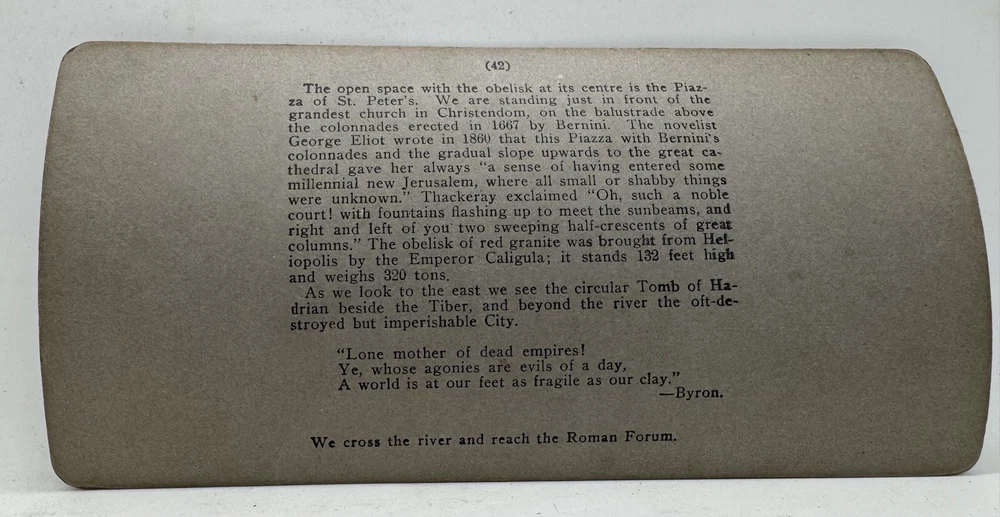 (42)
The open space with the obelisk at its centre is the Piaz-
za of St. Peter's. We are standing just in front of the
grandest church in Christendom, on the balustrade above
the colonnades erected in 1667 by Bernini. The novelist
George Eliot wrote in 1860 that this Piazza with Bernini's
colonnades and the gradual slope upwards to the great ca-
thedral gave her always "a sense of having entered some
millennial new Jerusalem, where all small or shabby things
were unknown." Thackeray exclaimed "Oh, such a noble
court! with fountains flashing up to meet the sunbeams, and
right and left of you two sweeping half-crescents of great
columns." The obelisk of red granite was brought from Hel-
iopolis by the Emperor Caligula; it stands 132 feet high
and weighs 320 tons.
As we look to the east we see the circular Tomb of Ha-
drian beside the Tiber, and beyond the river the oft-de-
stroyed but imperishable City.
"Lone mother of dead empires!
Ye, whose agonies are evils of a day,
A world is at our feet as fragile as our clay."
—Byron.
We cross the river and reach the Roman Forum.